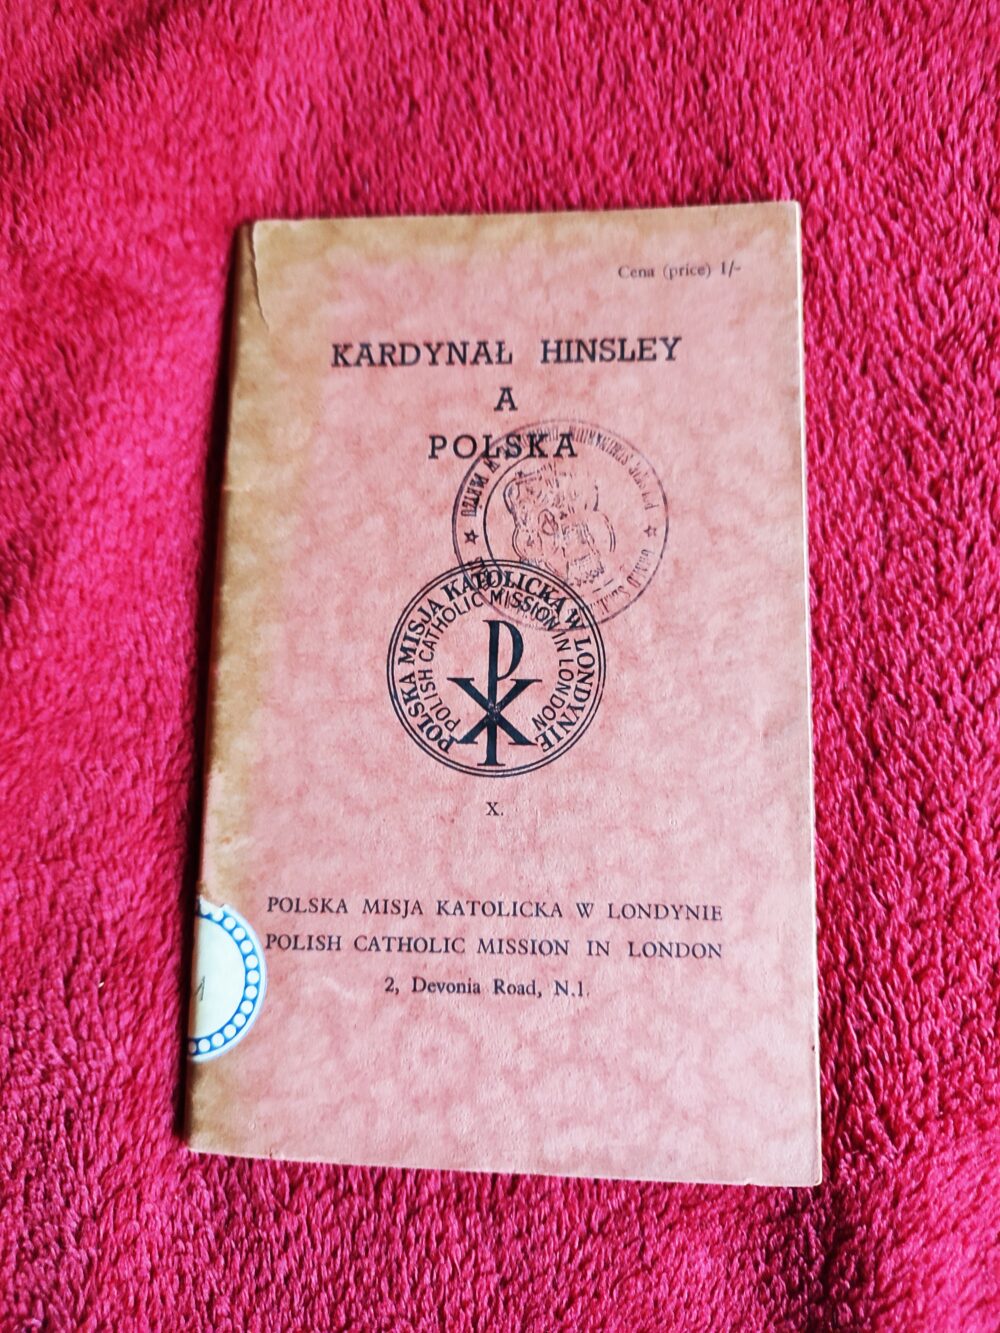 Cena (price) 1/-
KARDYNAŁ HINSLEY
A
POLSKA
POLSKA MISJA KATOLICKA W LONDYNIE
POLISH CATHOLIC MISSION IN LONDON
X.
POLSKA MISJA KATOLICKA W LONDYNIE
POLISH CATHOLIC MISSION IN LONDON
2, Devonia Road, N.1.